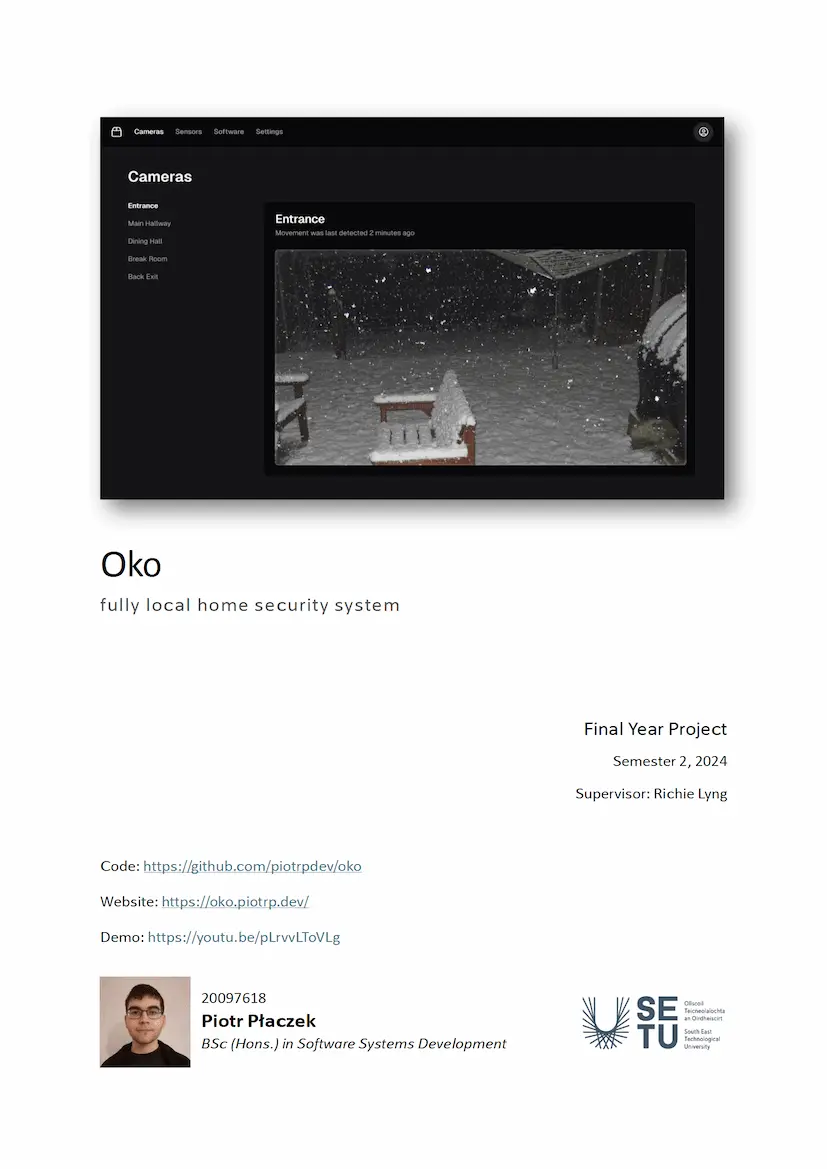 Cameras Sensors Software Settings
Cameras
Entrance
Main Hallway
Dining Hall
Break Room
Back Exit
Entrance
Movement was last detected 2 minutes ago
Oko
fully local home security system
Final Year Project
Semester 2, 2024
Supervisor: Richie Lyng
Code: https://github.com/piotrpdev/oko
Website: https://oko.piotrp.dev/
Demo: https://youtu.be/pLrvvLToVLg
20097618
Piotr Płaczek
BSc (Hons.) in Software Systems Development
SE
TU
Ollscoil
Teicneolaíochta
an Oirdheiscirt
South East
Technological
University